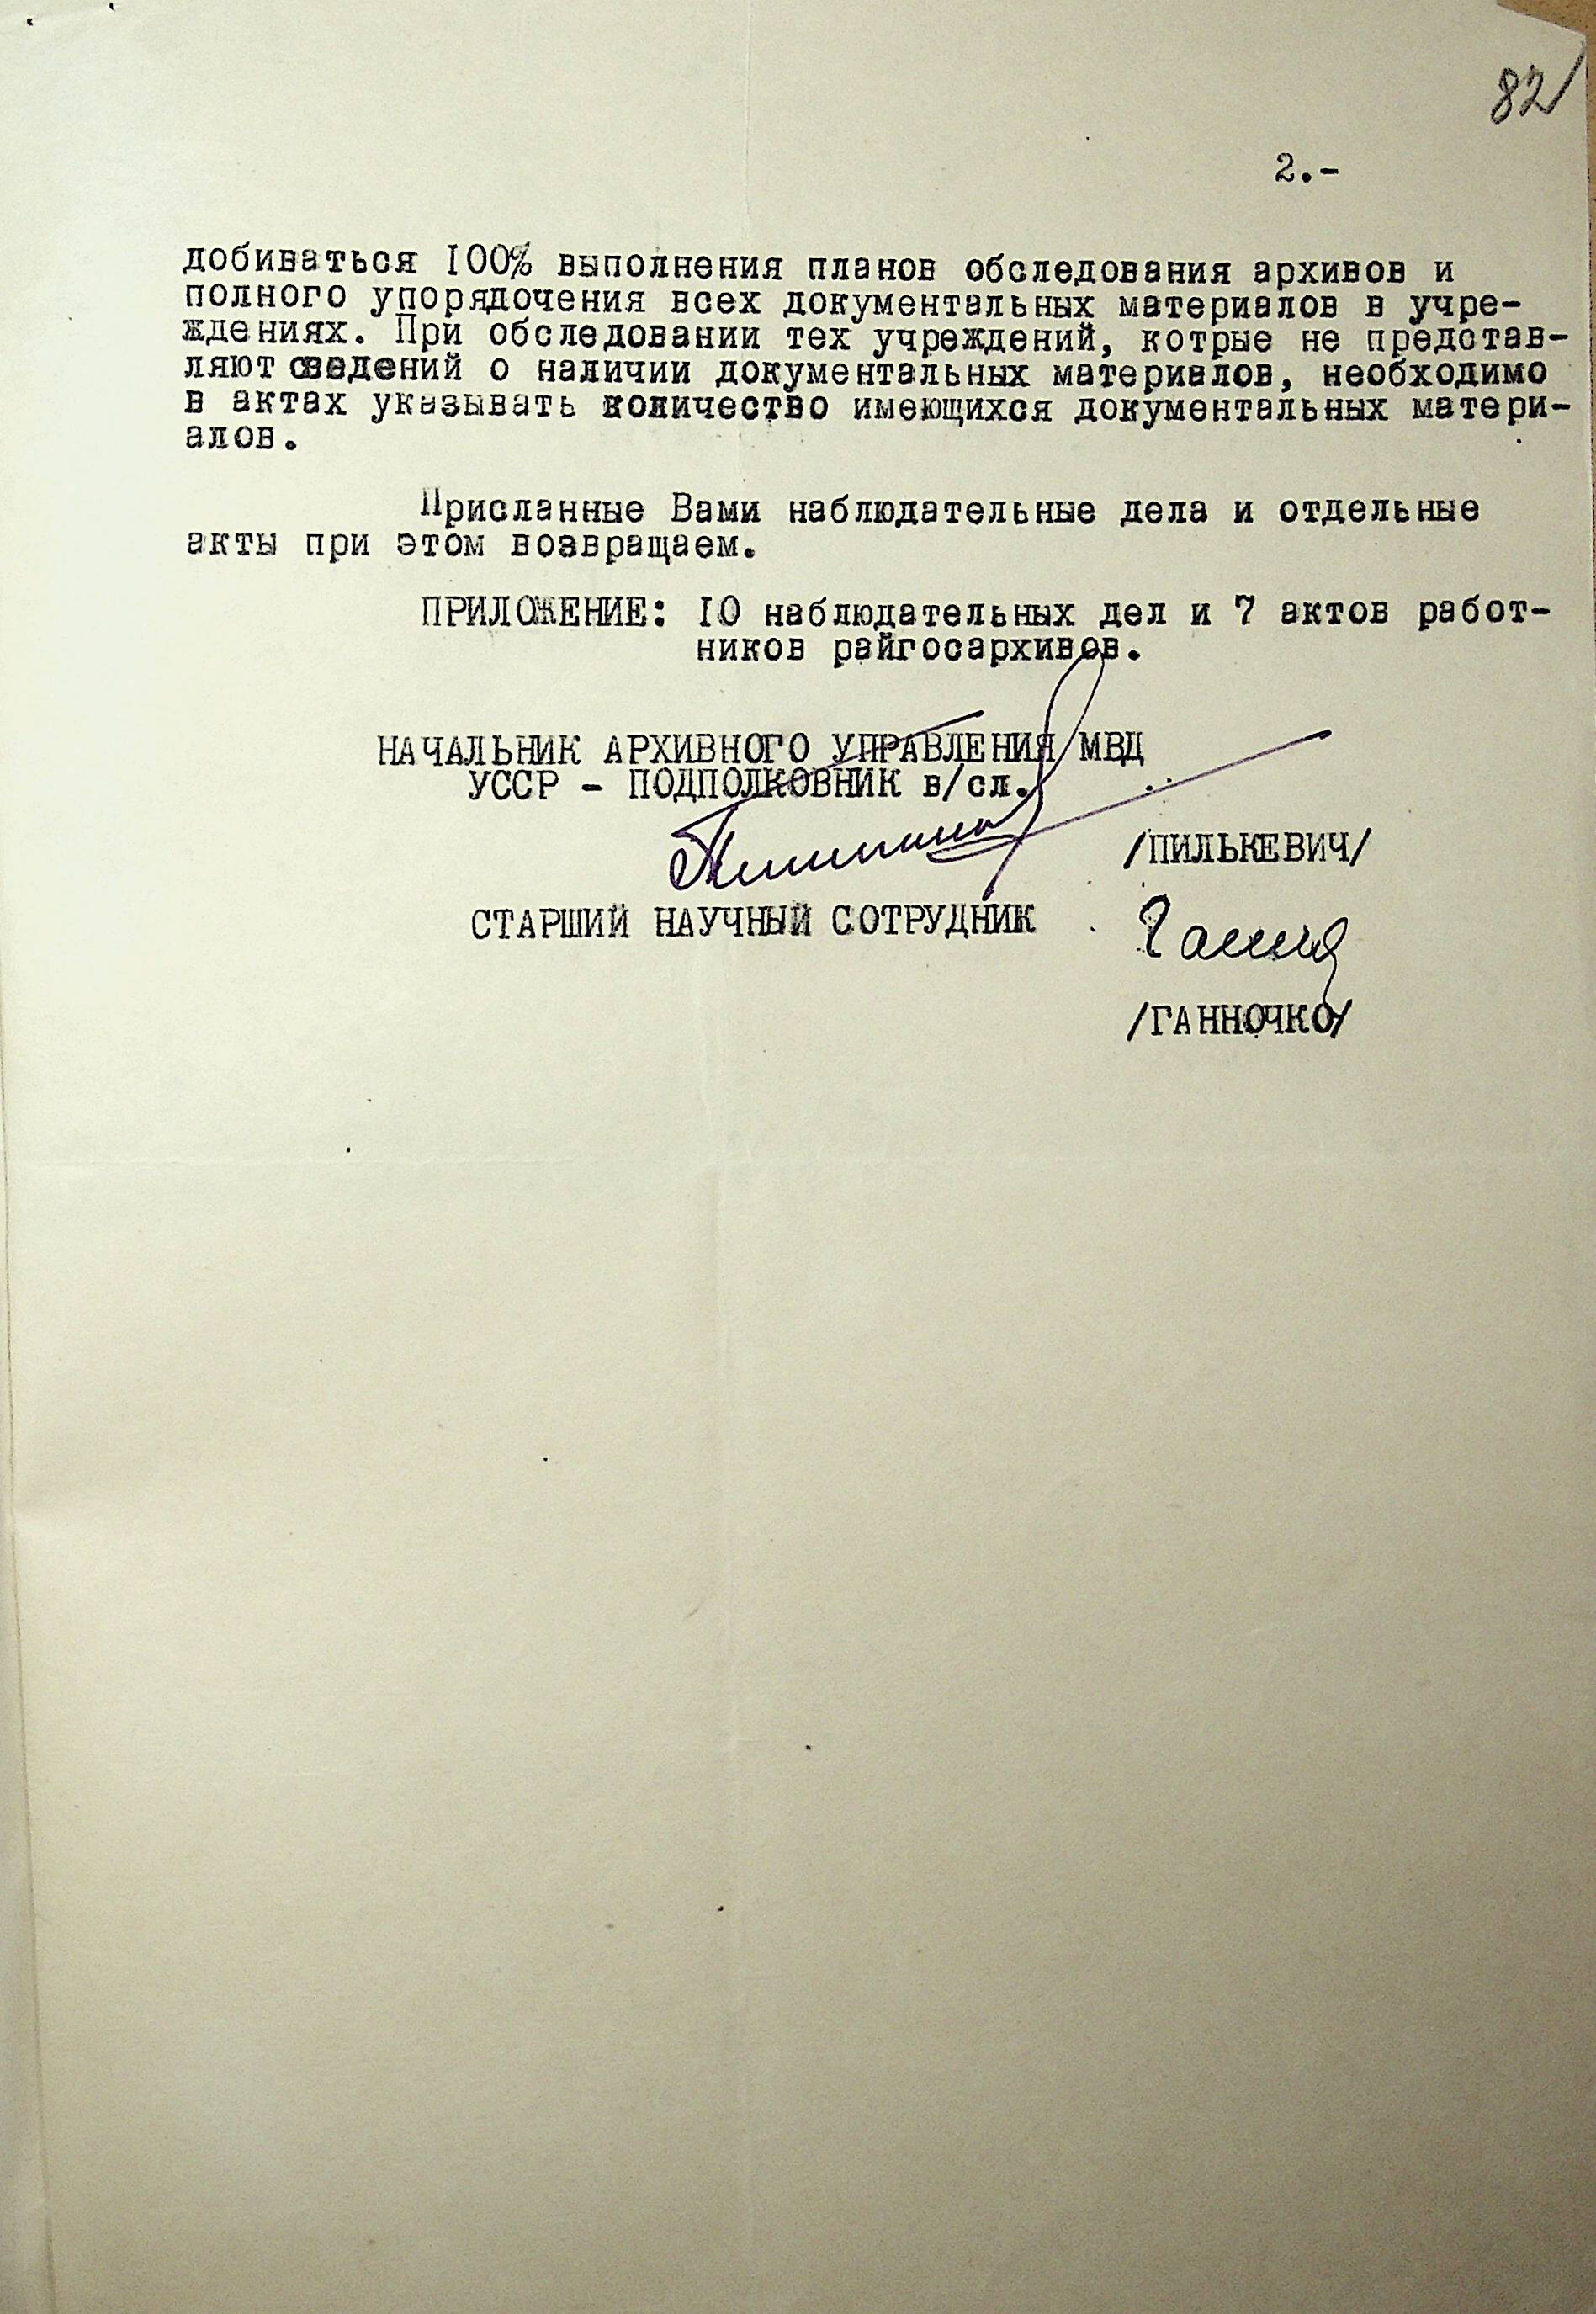 82
2.-
добиваться 100% выполнения планов обследования архивов и
полного упорядочения всех документальных материалов в учре-
ждениях. При обследовании тех учреждений, котрые не представ-
ляют сведений о наличии документальных материалов, необходимо
в актах указывать количество имеющихся документальных матери-
алов.
Присланные Вами наблюдательные дела и отдельные
акты при этом возвращаем.
ПРИЛОЖЕНИЕ: 10 наблюдательных дел и 7 актов работ-
ников райгосархивов.
НАЧАЛЬНИК АРХИВНОГО УПРАВЛЕНИЯ МВД
УССР - ПОДПОЛКОВНИК в/сл.
/ПИЛЬКЕВИЧ/
СТАРШИЙ НАУЧНЫЙ СОТРУДНИК
/ГАННОЧКО/